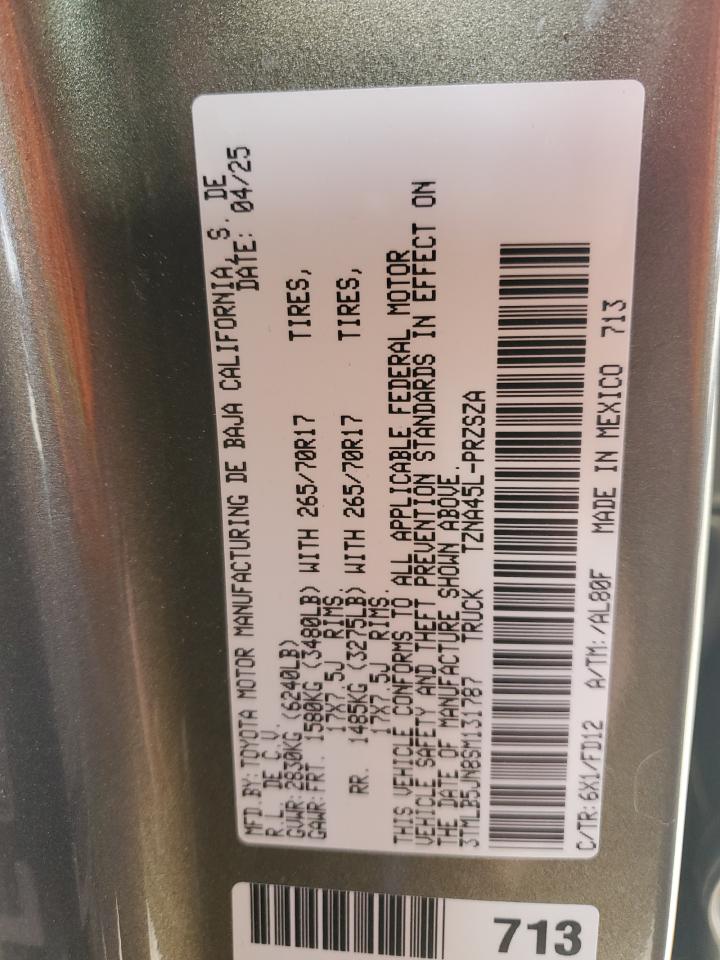 MFD.BY: TOYOTA MOTOR MANUFACTURING DE BAJA CALIFORNIA, S. DE
R.L. DE C.V. DATE: 04/25
GVWR: 2830KG (6240LB)
GAWR: FRT. 1580KG (3480LB) WITH 265/70R17 TIRES,
17X7.5J RIMS.
RR. 1485KG (3275LB) WITH 265/70R17 TIRES,
17X7.5J RIMS.
THIS VEHICLE CONFORMS TO ALL APPLICABLE FEDERAL MOTOR
VEHICLE SAFETY AND THEFT PREVENTION STANDARDS IN EFFECT ON
THE DATE OF MANUFACTURE SHOWN ABOVE.
3TMLB5JN8SM131787 TRUCK TZNA45L-PRZSZA
C/TR: 6X1/FD12 A/TM: /AL80F MADE IN MEXICO 713
713